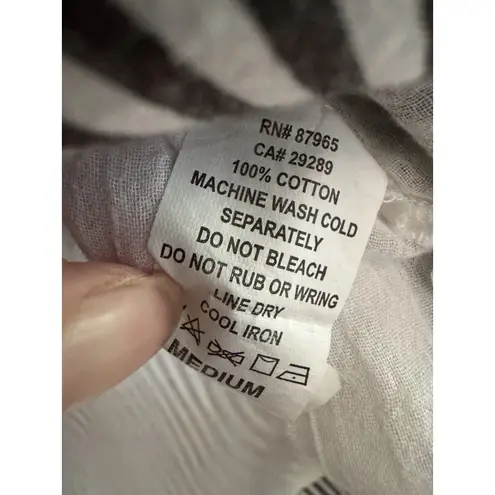 RN# 87965
CA# 29289
100% COTTON
MACHINE WASH COLD
SEPARATELY
DO NOT BLEACH
DO NOT RUB OR WRING
LINE DRY
COOL IRON
MEDIUM